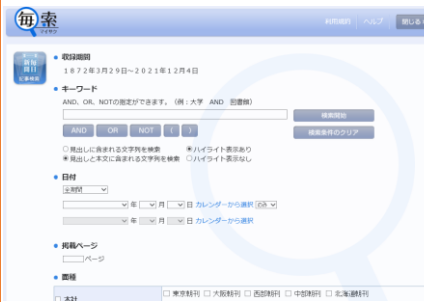 毎索
マイサク
利用規約 ヘルプ 閉じる
毎日
新聞
記事検索
収録期間
1872年3月29日~2021年12月4日
キーワード
AND、OR、NOTの指定ができます。(例:大学 AND 図書館)
検索開始
AND OR NOT ( )
検索条件のクリア
見出しに含まれる文字列を検索 ハイライト表示あり
見出しと本文に含まれる文字列を検索 ハイライト表示なし
日付
全期間
年 月 日 カレンダーから選択 のみ
年 月 日 カレンダーから選択
掲載ページ
ページ
面種
本社 東京朝刊 大阪朝刊 西部朝刊 中部朝刊 北海道朝刊